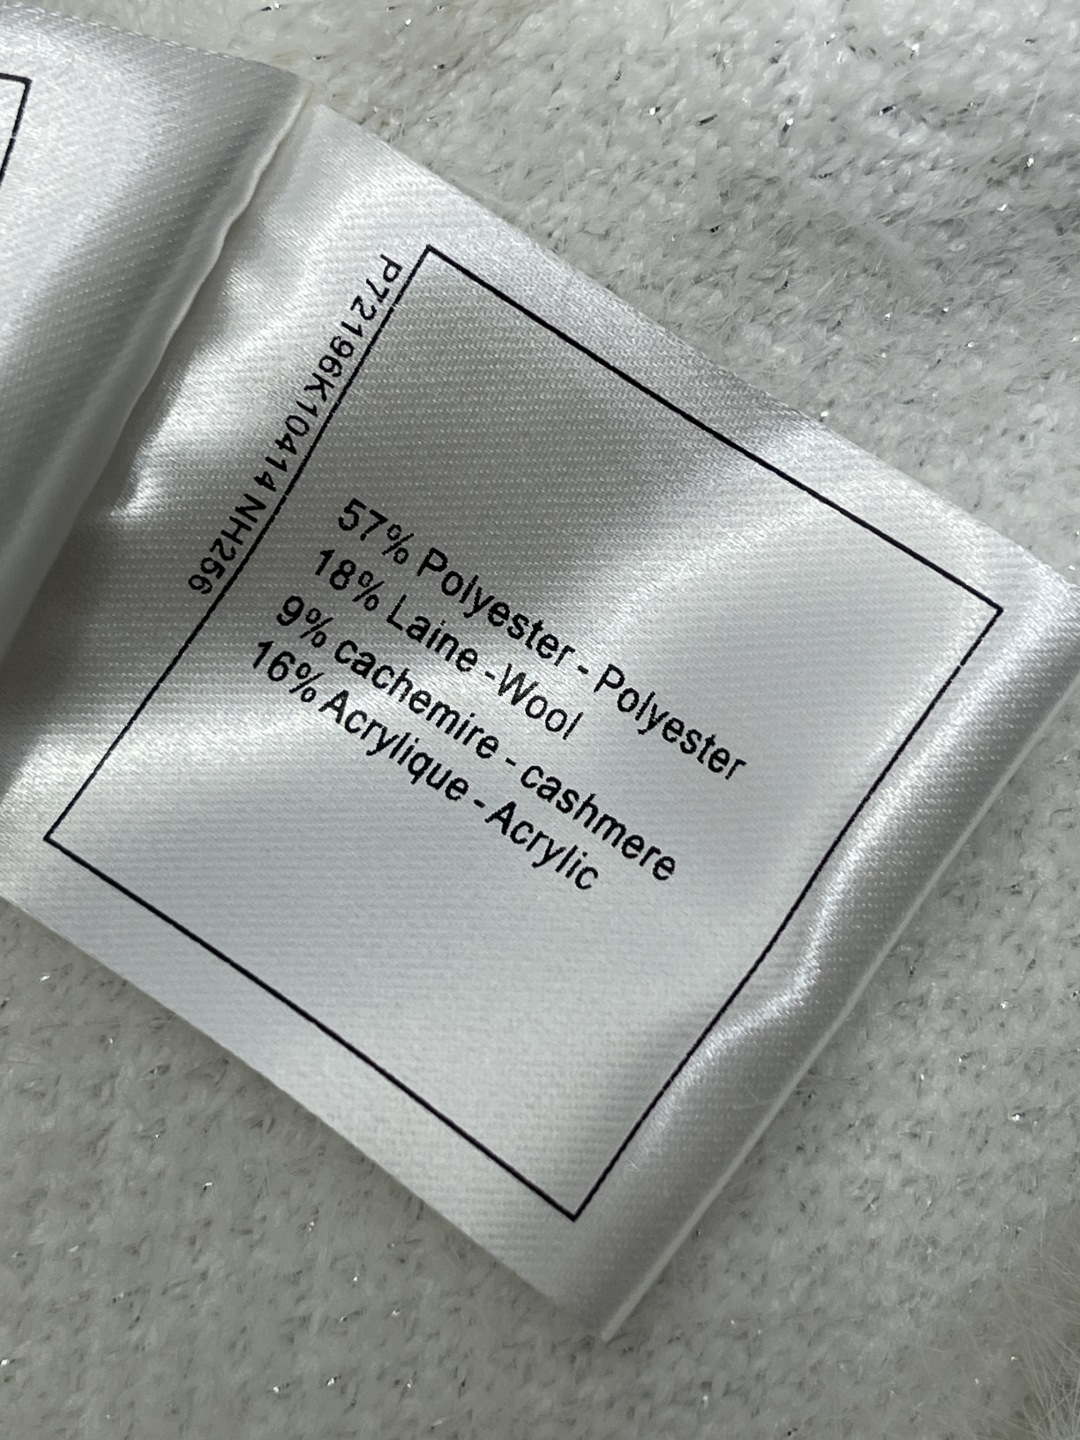 P72196K10414 NH256
57% Polyester - Polyester
18% Laine - Wool
9% cachemire - cashmere
16% Acrylique - Acrylic